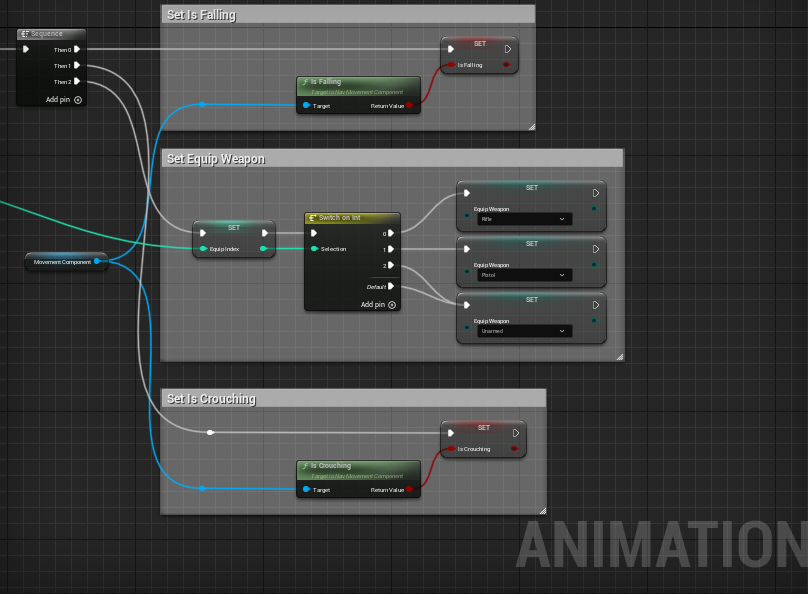 Set Is Falling
Sequence
Then 0
Then 1
Then 2
Add pin
SET
Is Falling
Is Falling
Target is Nav Movement Component
Target
Return Value
Set Equip Weapon
SET
Equip Index
Switch on Int
Selection
0
1
2
Default
Add pin
SET
Equip Weapon
Rifle
SET
Equip Weapon
Pistol
SET
Equip Weapon
Unarmed
Movement Component
Set Is Crouching
SET
Is Crouching
Is Crouching
Target is Nav Movement Component
Target
Return Value
ANIMATION